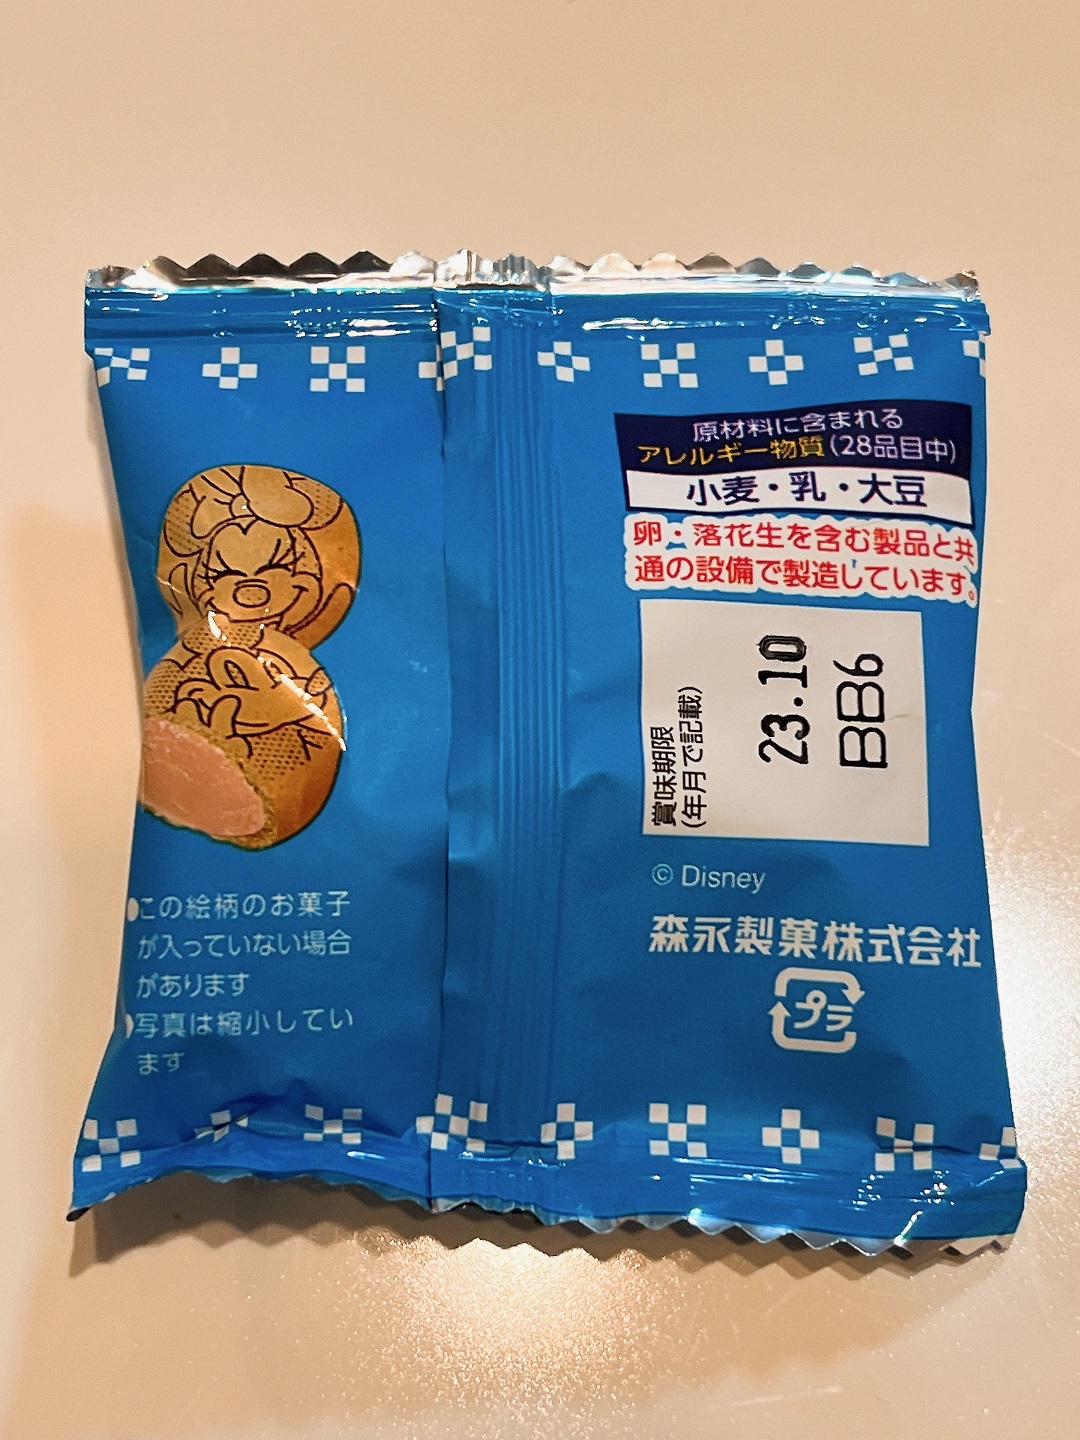 原材料に含まれる
アレルギー物質(28品目中)
小麦・乳・大豆
卵・落花生を含む製品と共
通の設備で製造しています。
賞味期限
(年月で記載)
23.10
BB6
© Disney
森永製菓株式会社
プラ
●この絵柄のお菓子
が入っていない場合
があります
●写真は縮小してい
ます